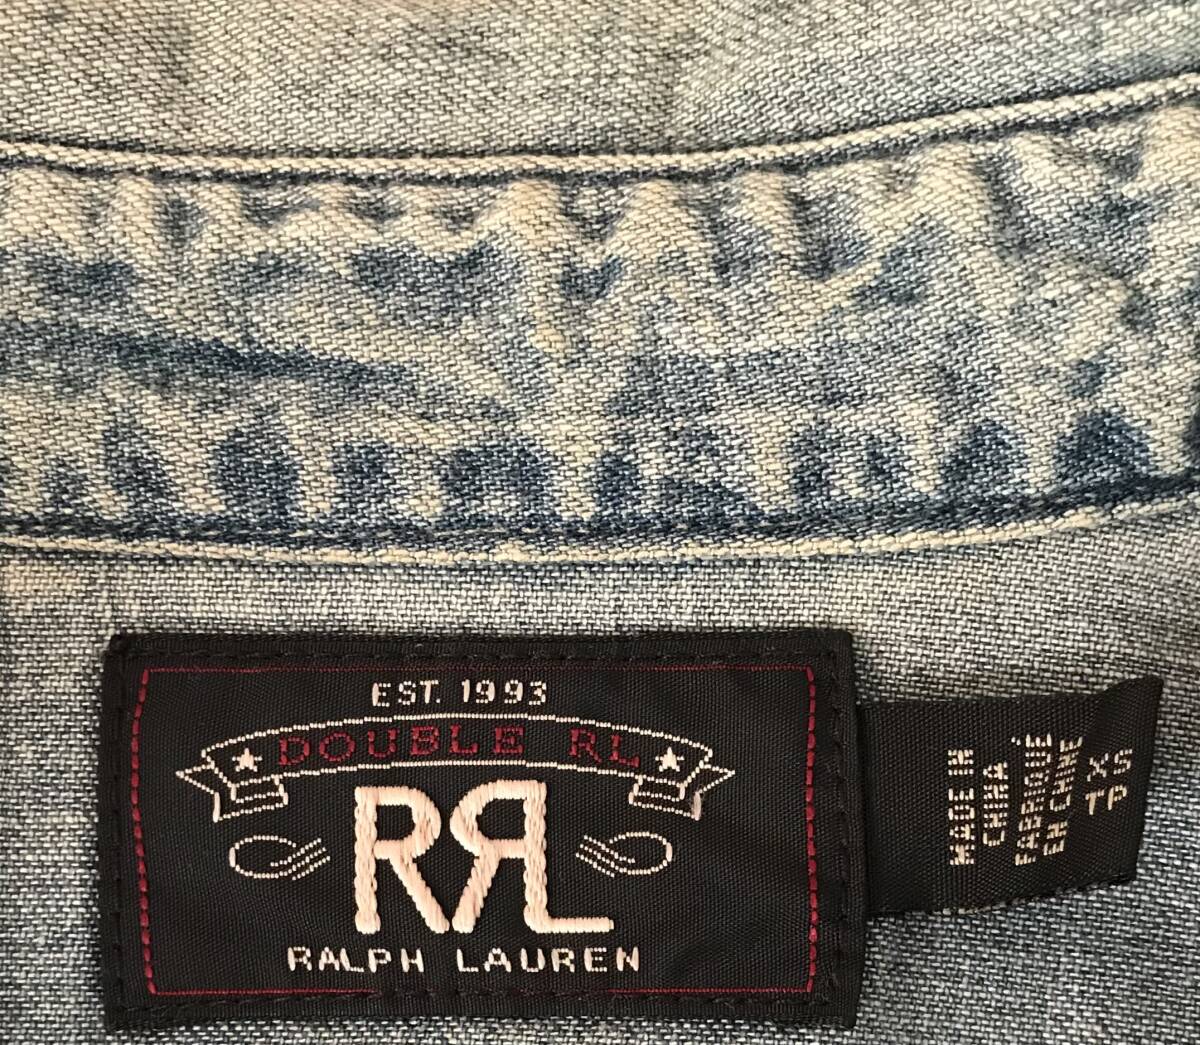 EST. 1993
DOUBLE RL
RRL
RALPH LAUREN
MADE IN
CHINA
FABRIQUÉ
EN CHINE
XS
TP